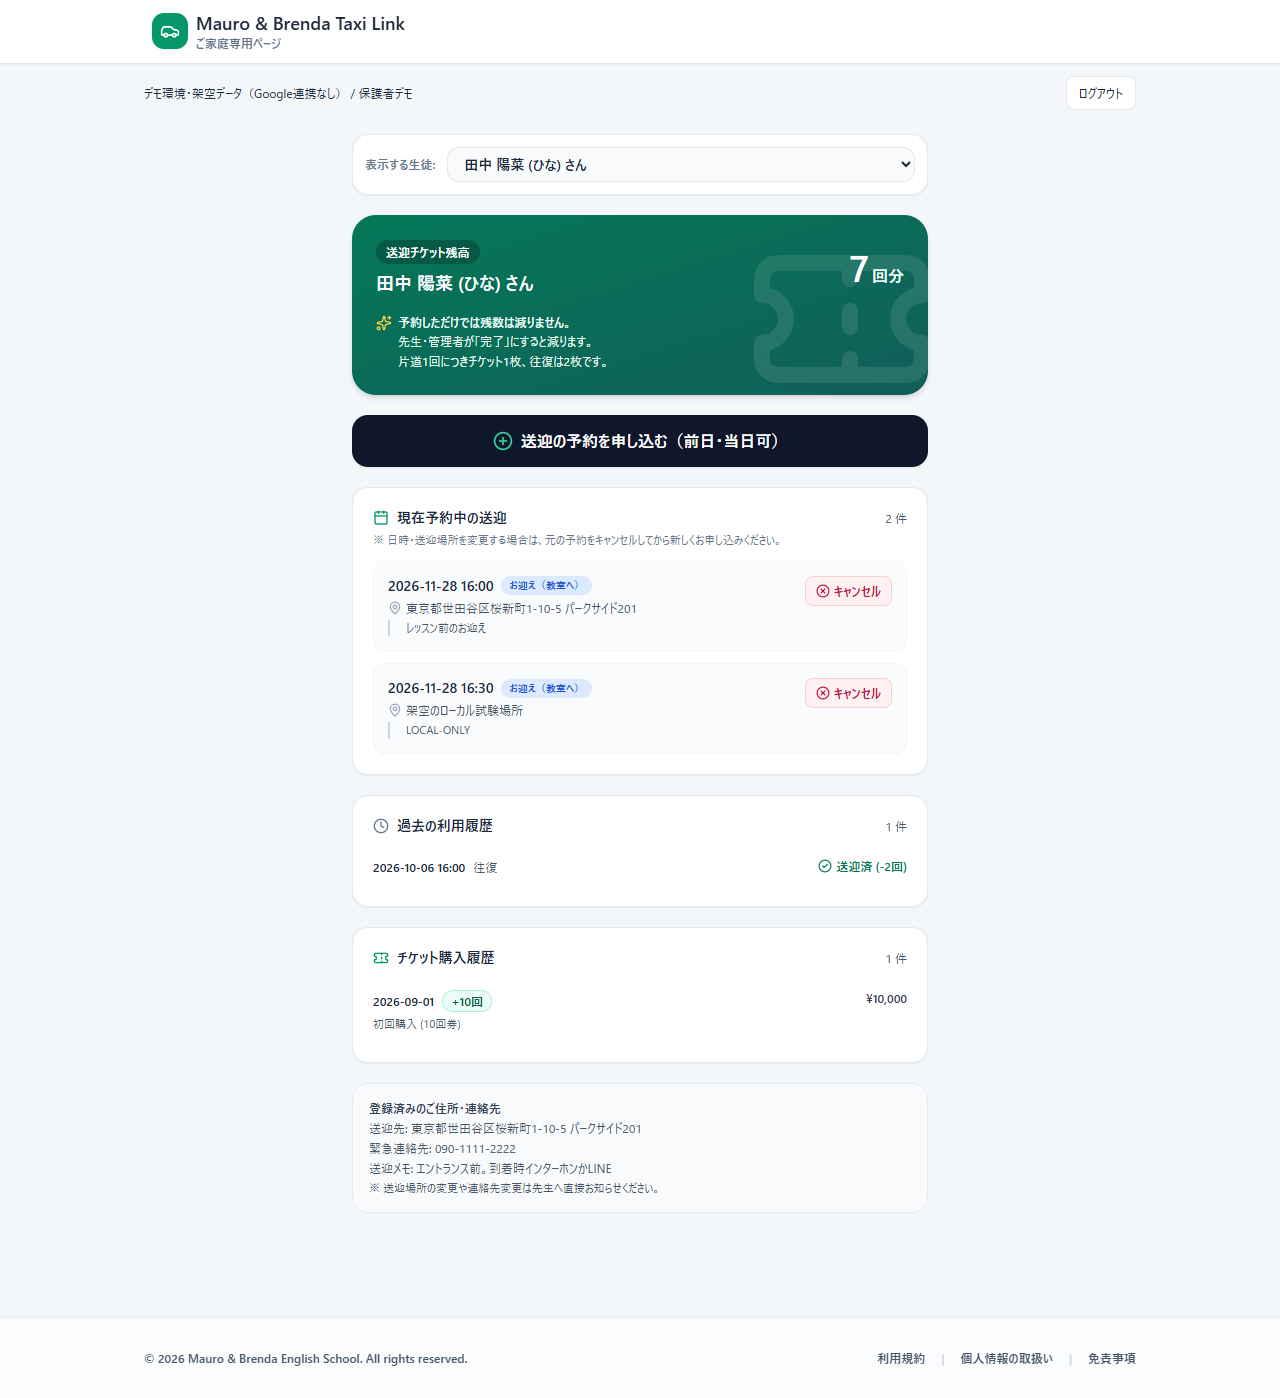 Mauro & Brenda Taxi Link
ご家庭専用ページ
デモ環境・架空データ（Google連携なし） / 保護者デモ
ログアウト
表示する生徒:
田中 陽菜 (ひな) さん
送迎チケット残高
田中 陽菜 (ひな) さん
7 回分
予約しただけでは残数は減りません。
先生・管理者が「完了」にすると減ります。
片道1回につきチケット1枚、往復は2枚です。
送迎の予約を申し込む（前日・当日可）
現在予約中の送迎
2 件
※ 日時・送迎場所を変更する場合は、元の予約をキャンセルしてから新しくお申し込みください。
2026-11-28 16:00 お迎え（教室へ）
キャンセル
東京都世田谷区桜新町1-10-5 パークサイド201
レッスン前のお迎え
2026-11-28 16:30 お迎え（教室へ）
キャンセル
架空のローカル試験場所
LOCAL-ONLY
過去の利用履歴
1 件
2026-10-06 16:00 往復
送迎済 (-2回)
チケット購入履歴
1 件
2026-09-01 +10回
¥10,000
初回購入 (10回券)
登録済みのご住所・連絡先
送迎先: 東京都世田谷区桜新町1-10-5 パークサイド201
緊急連絡先: 090-1111-2222
送迎メモ: エントランス前。到着時インターホンかLINE
※ 送迎場所の変更や連絡先変更は先生へ直接お知らせください。
© 2026 Mauro & Brenda English School. All rights reserved.
利用規約 | 個人情報の取扱い | 免責事項